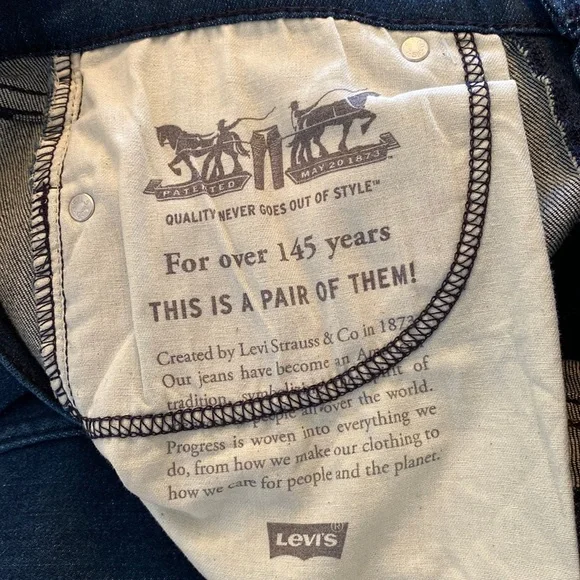 PATENTED MAY 20 1873
QUALITY NEVER GOES OUT OF STYLE™
For over 145 years
THIS IS A PAIR OF THEM!
Created by Levi Strauss & Co in 1873
Our jeans have become an
tradition, of
people all over the world.
Progress is woven into everything we
do, from how we make our clothing to
how we care for people and the planet.
Levi's®